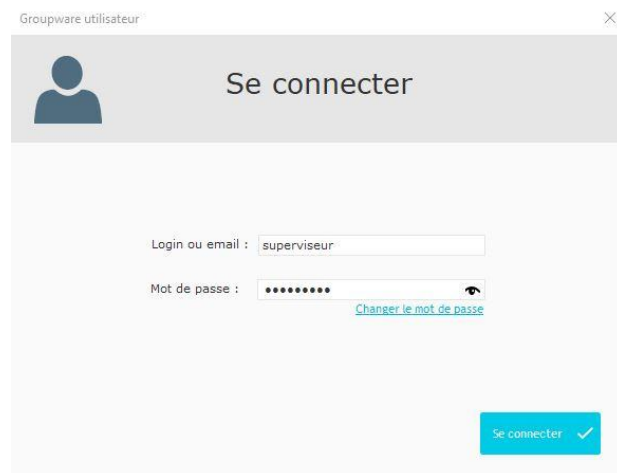 Groupware utilisateur
Se connecter
Login ou email : superviseur
Mot de passe : •••••••••
Changer le mot de passe
Se connecter